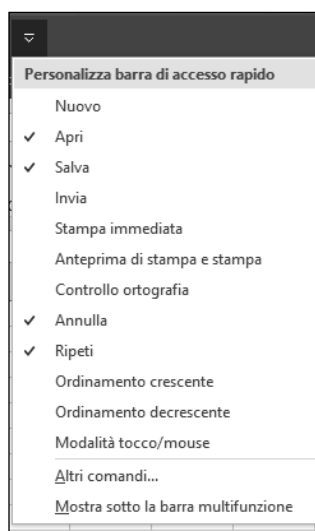 Personalizza barra di accesso rapido
Nuovo
Apri
Salva
Invia
Stampa immediata
Anteprima di stampa e stampa
Controllo ortografia
Annulla
Ripeti
Ordinamento crescente
Ordinamento decrescente
Modalità tocco/mouse
Altri comandi...
Mostra sotto la barra multifunzione